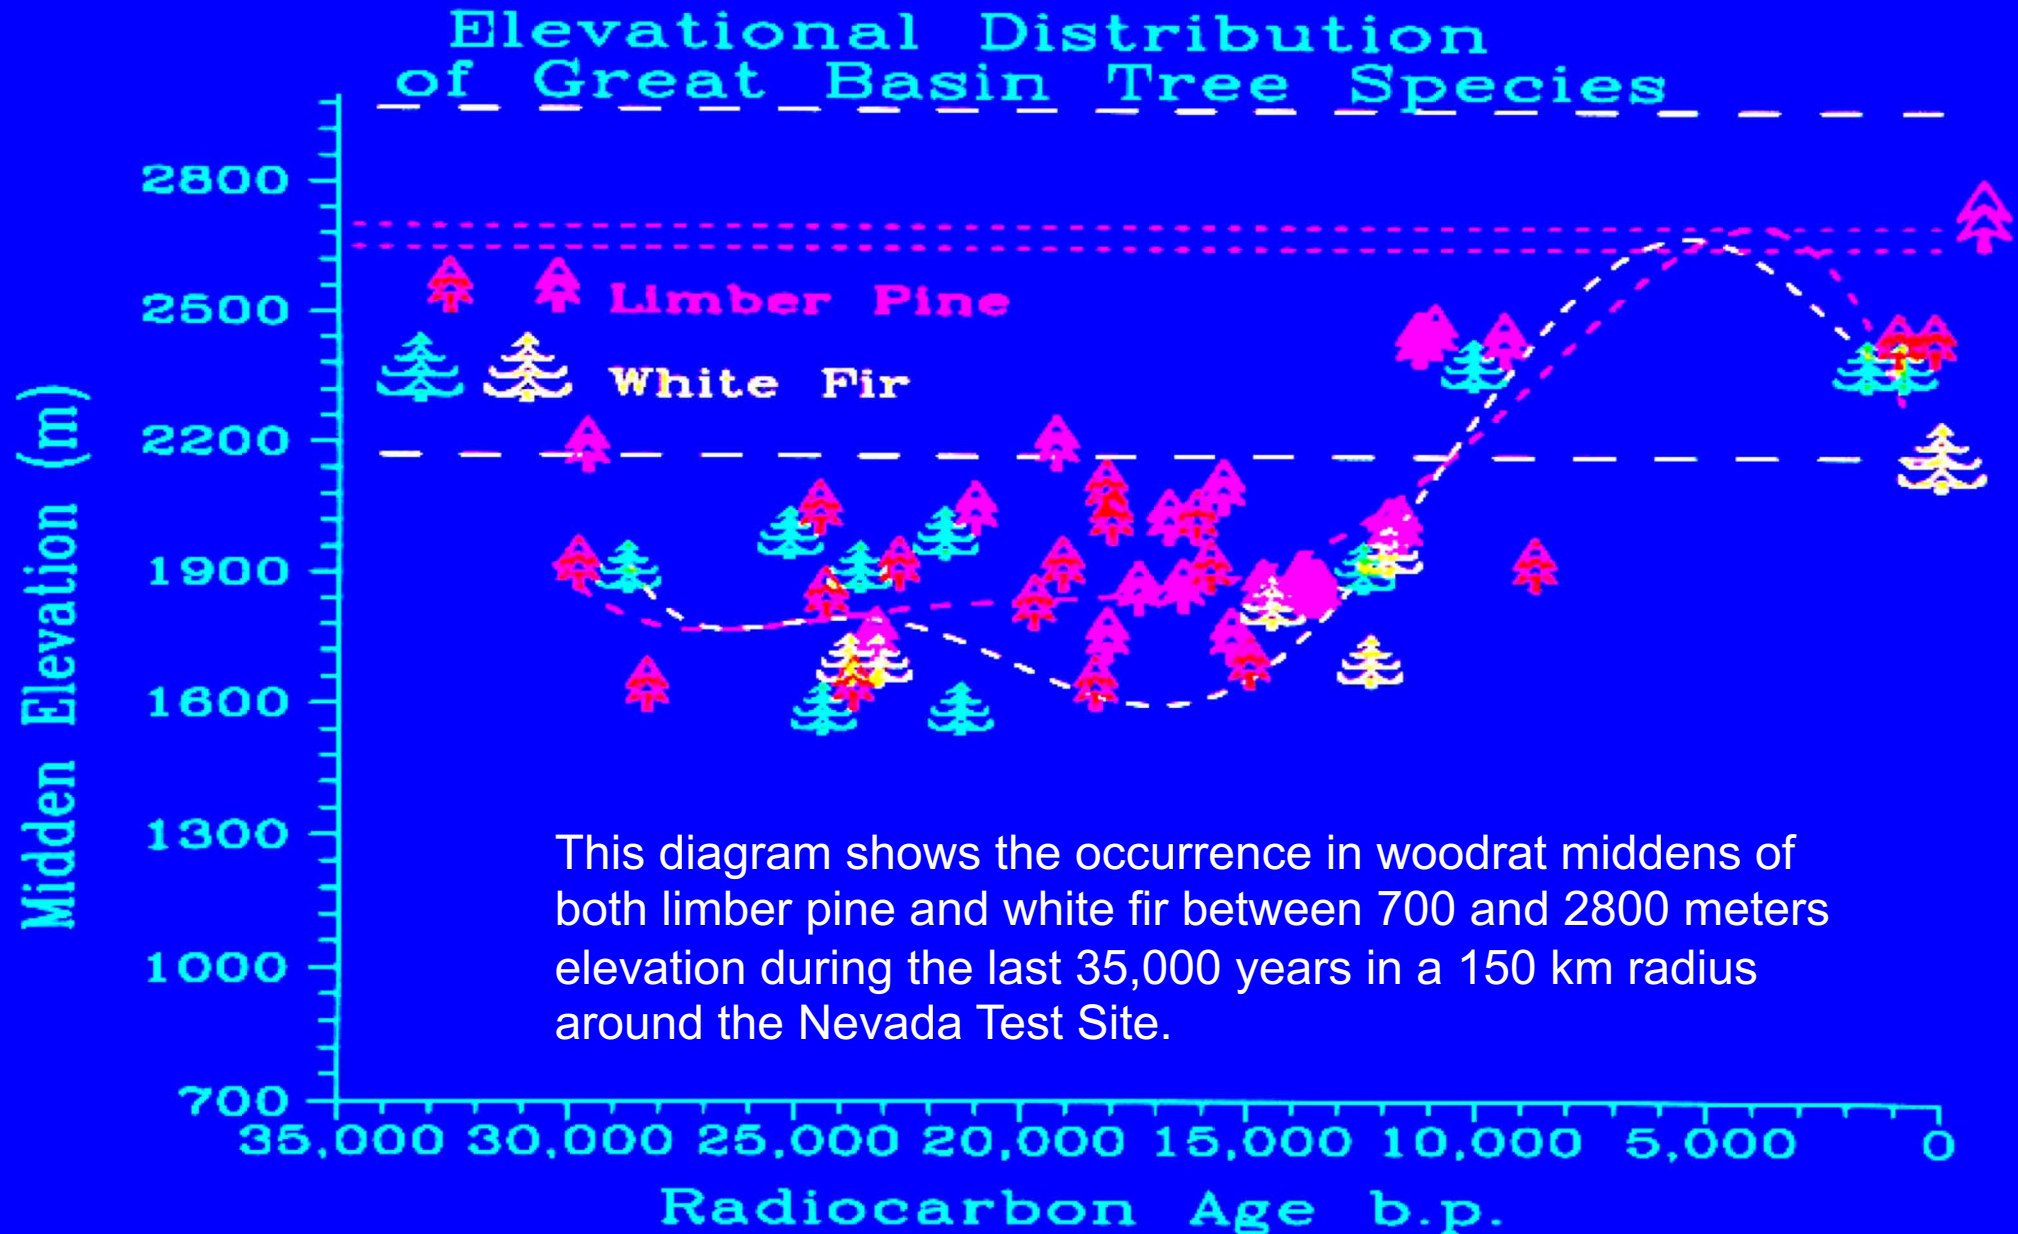 Elevational Distribution
of Great Basin Tree Species
2800
2500
2200
1900
1600
1300
1000
700
Midden Elevation (m)
Limber Pine
White Fir
This diagram shows the occurrence in woodrat middens of
both limber pine and white fir between 700 and 2800 meters
elevation during the last 35,000 years in a 150 km radius
around the Nevada Test Site.
35,000 30,000 25,000 20,000 15,000 10,000 5,000 0
Radiocarbon Age b.p.